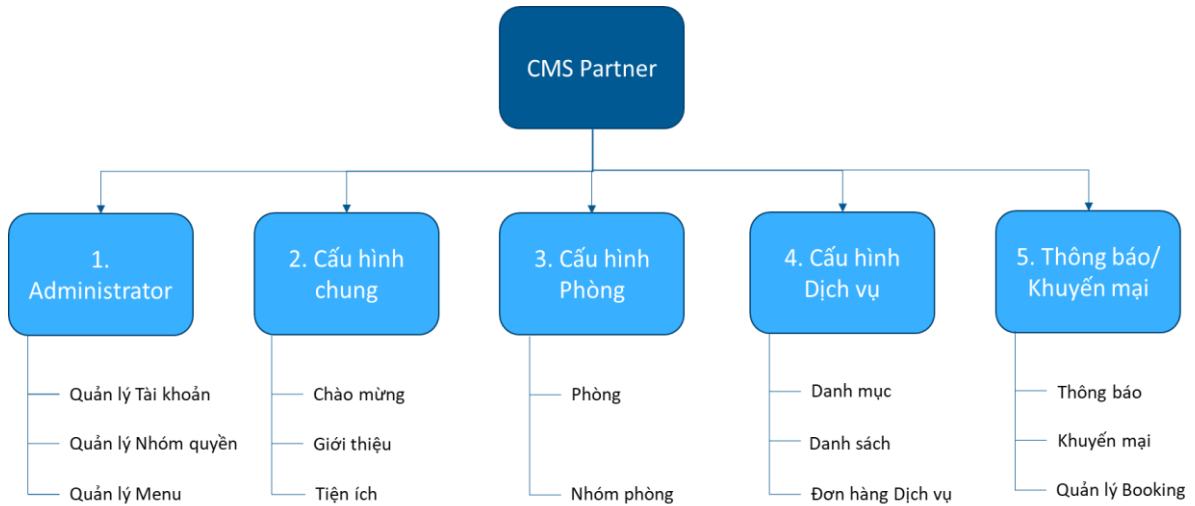 CMS Partner
1.
Administrator
2. Cấu hình
chung
3. Cấu hình
Phòng
4. Cấu hình
Dịch vụ
5. Thông báo/
Khuyến mại
Quản lý Tài khoản
Quản lý Nhóm quyền
Quản lý Menu
Chào mừng
Giới thiệu
Tiện ích
Phòng
Nhóm phòng
Danh mục
Danh sách
Đơn hàng Dịch vụ
Thông báo
Khuyến mại
Quản lý Booking